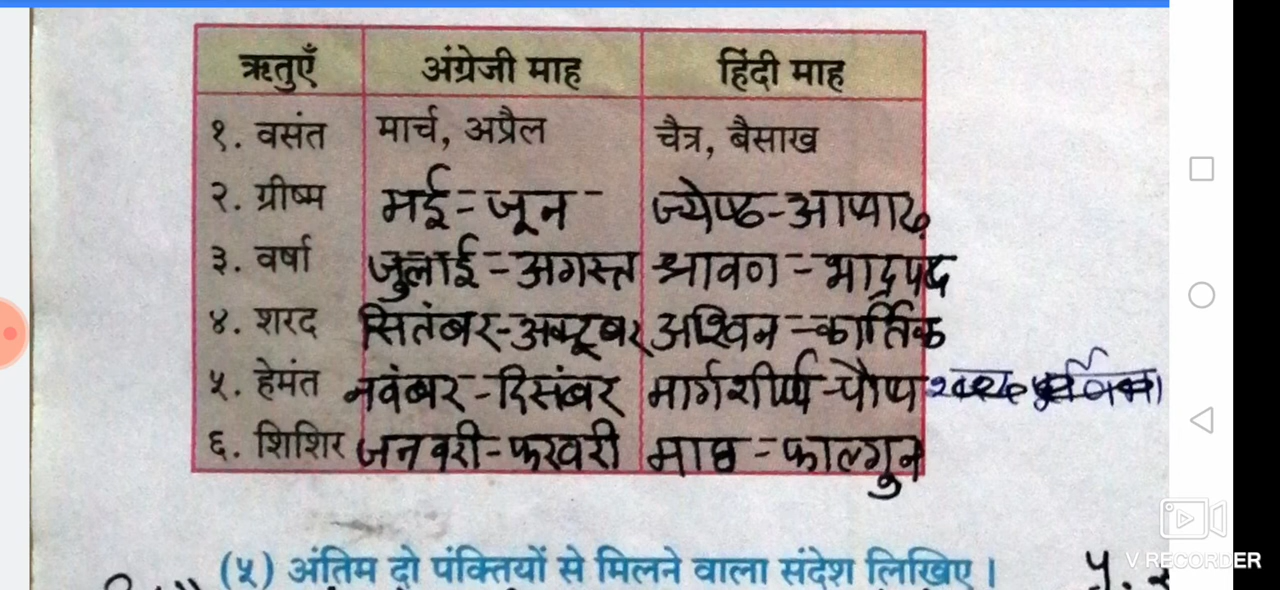 ऋतुएँ अंग्रेजी माह हिंदी माह
१. वसंत मार्च, अप्रैल चैत्र, बैसाख
२. ग्रीष्म मई-जून ज्येष्ठ-आषाढ़
३. वर्षा जुलाई-अगस्त श्रावण-भाद्रपद
४. शरद सितंबर-अक्टूबर अश्विन-कार्तिक
५. हेमंत नवंबर-दिसंबर मार्गशीर्ष-पौष
६. शिशिर जनवरी-फरवरी माघ-फाल्गुन
(५) अंतिम दो पंक्तियों से मिलने वाला संदेश लिखिए।
V RECORDER